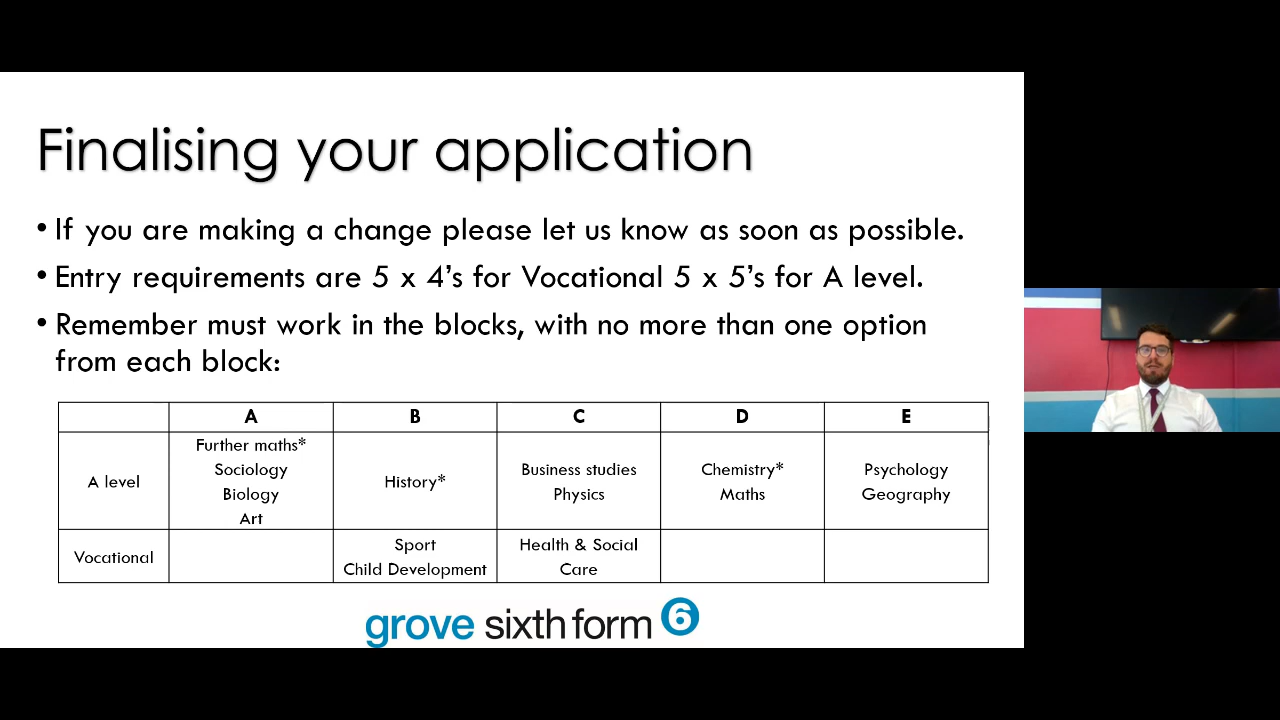 Finalising your application
• If you are making a change please let us know as soon as possible.
• Entry requirements are 5 x 4's for Vocational 5 x 5's for A level.
• Remember must work in the blocks, with no more than one option
from each block:
A B C D E
A level
Further maths*
Sociology
Biology
Art
History*
Business studies
Physics
Chemistry*
Maths
Psychology
Geography
Vocational
Sport
Child Development
Health & Social
Care
grove sixth form 6